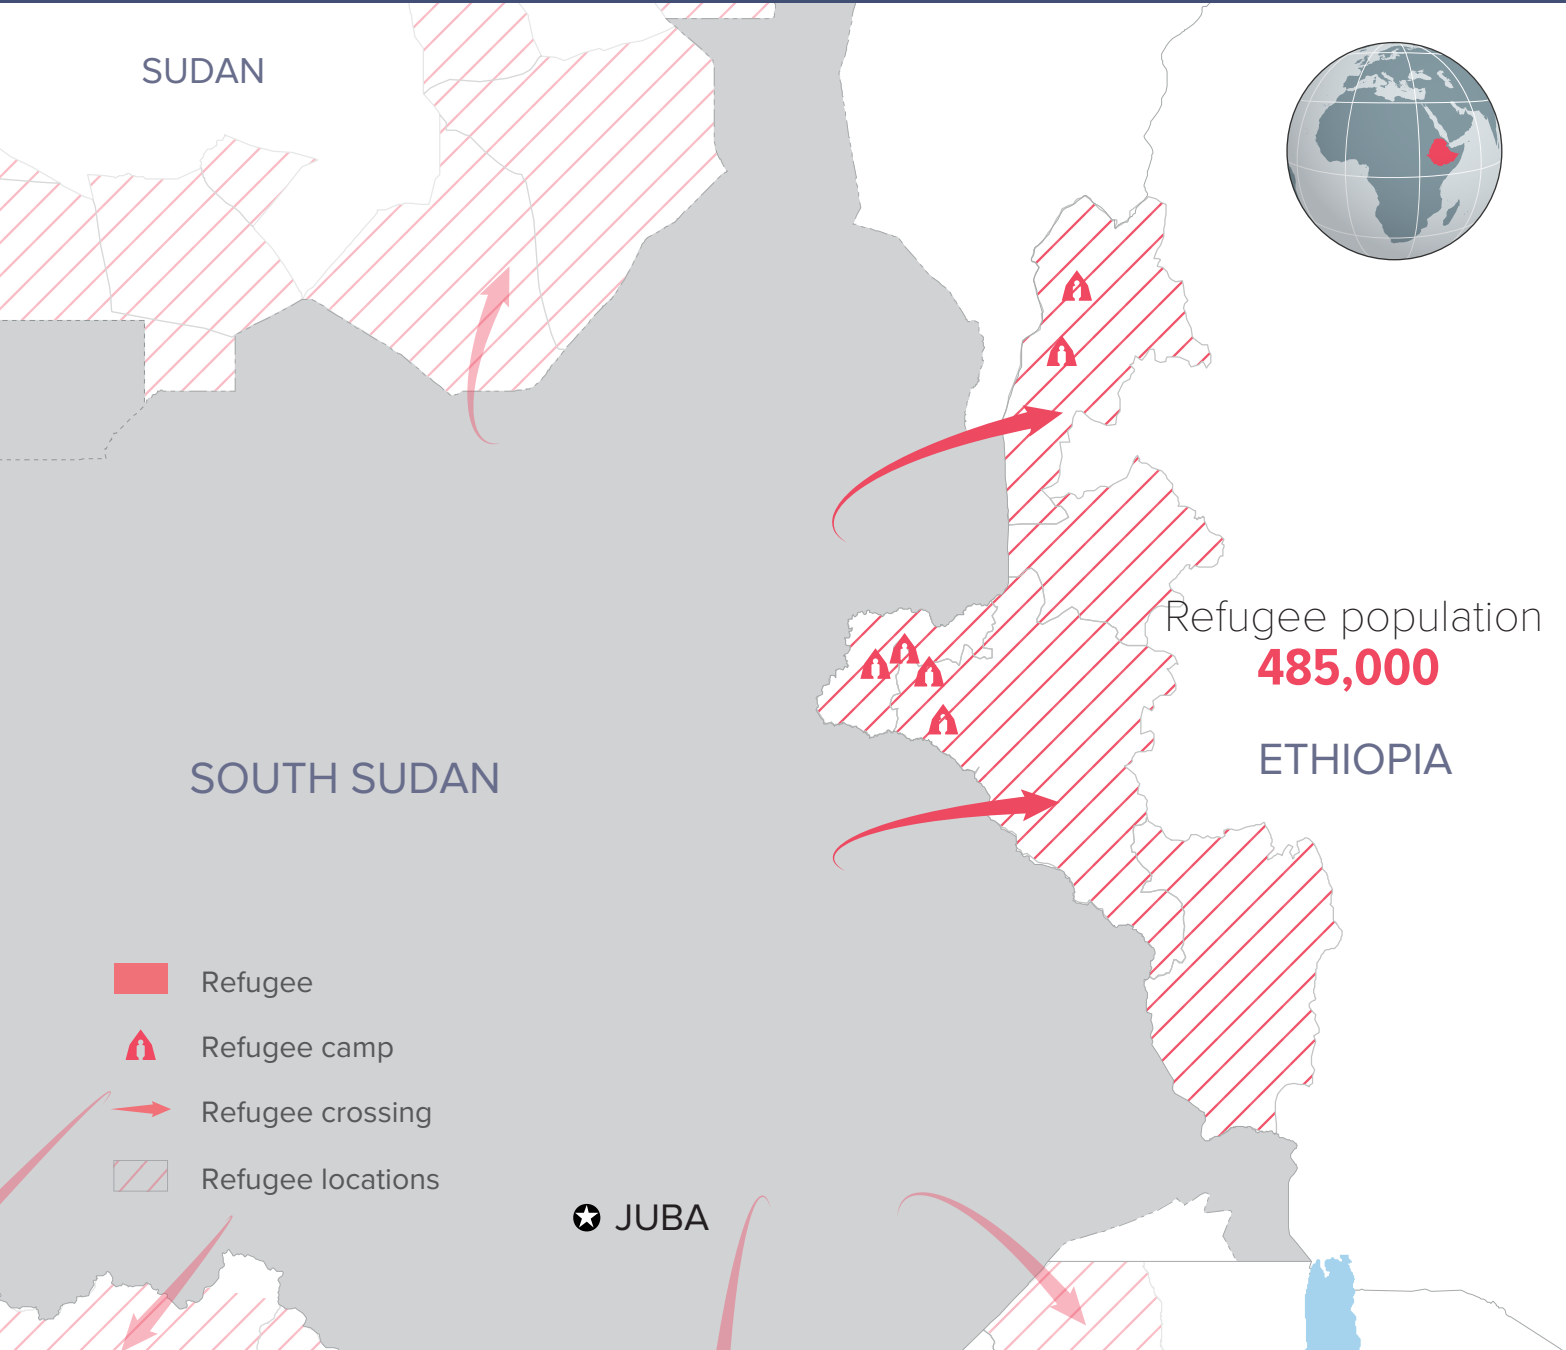 SUDAN
Refugee population
485,000
ETHIOPIA
SOUTH SUDAN
Refugee
Refugee camp
Refugee crossing
Refugee locations
JUBA